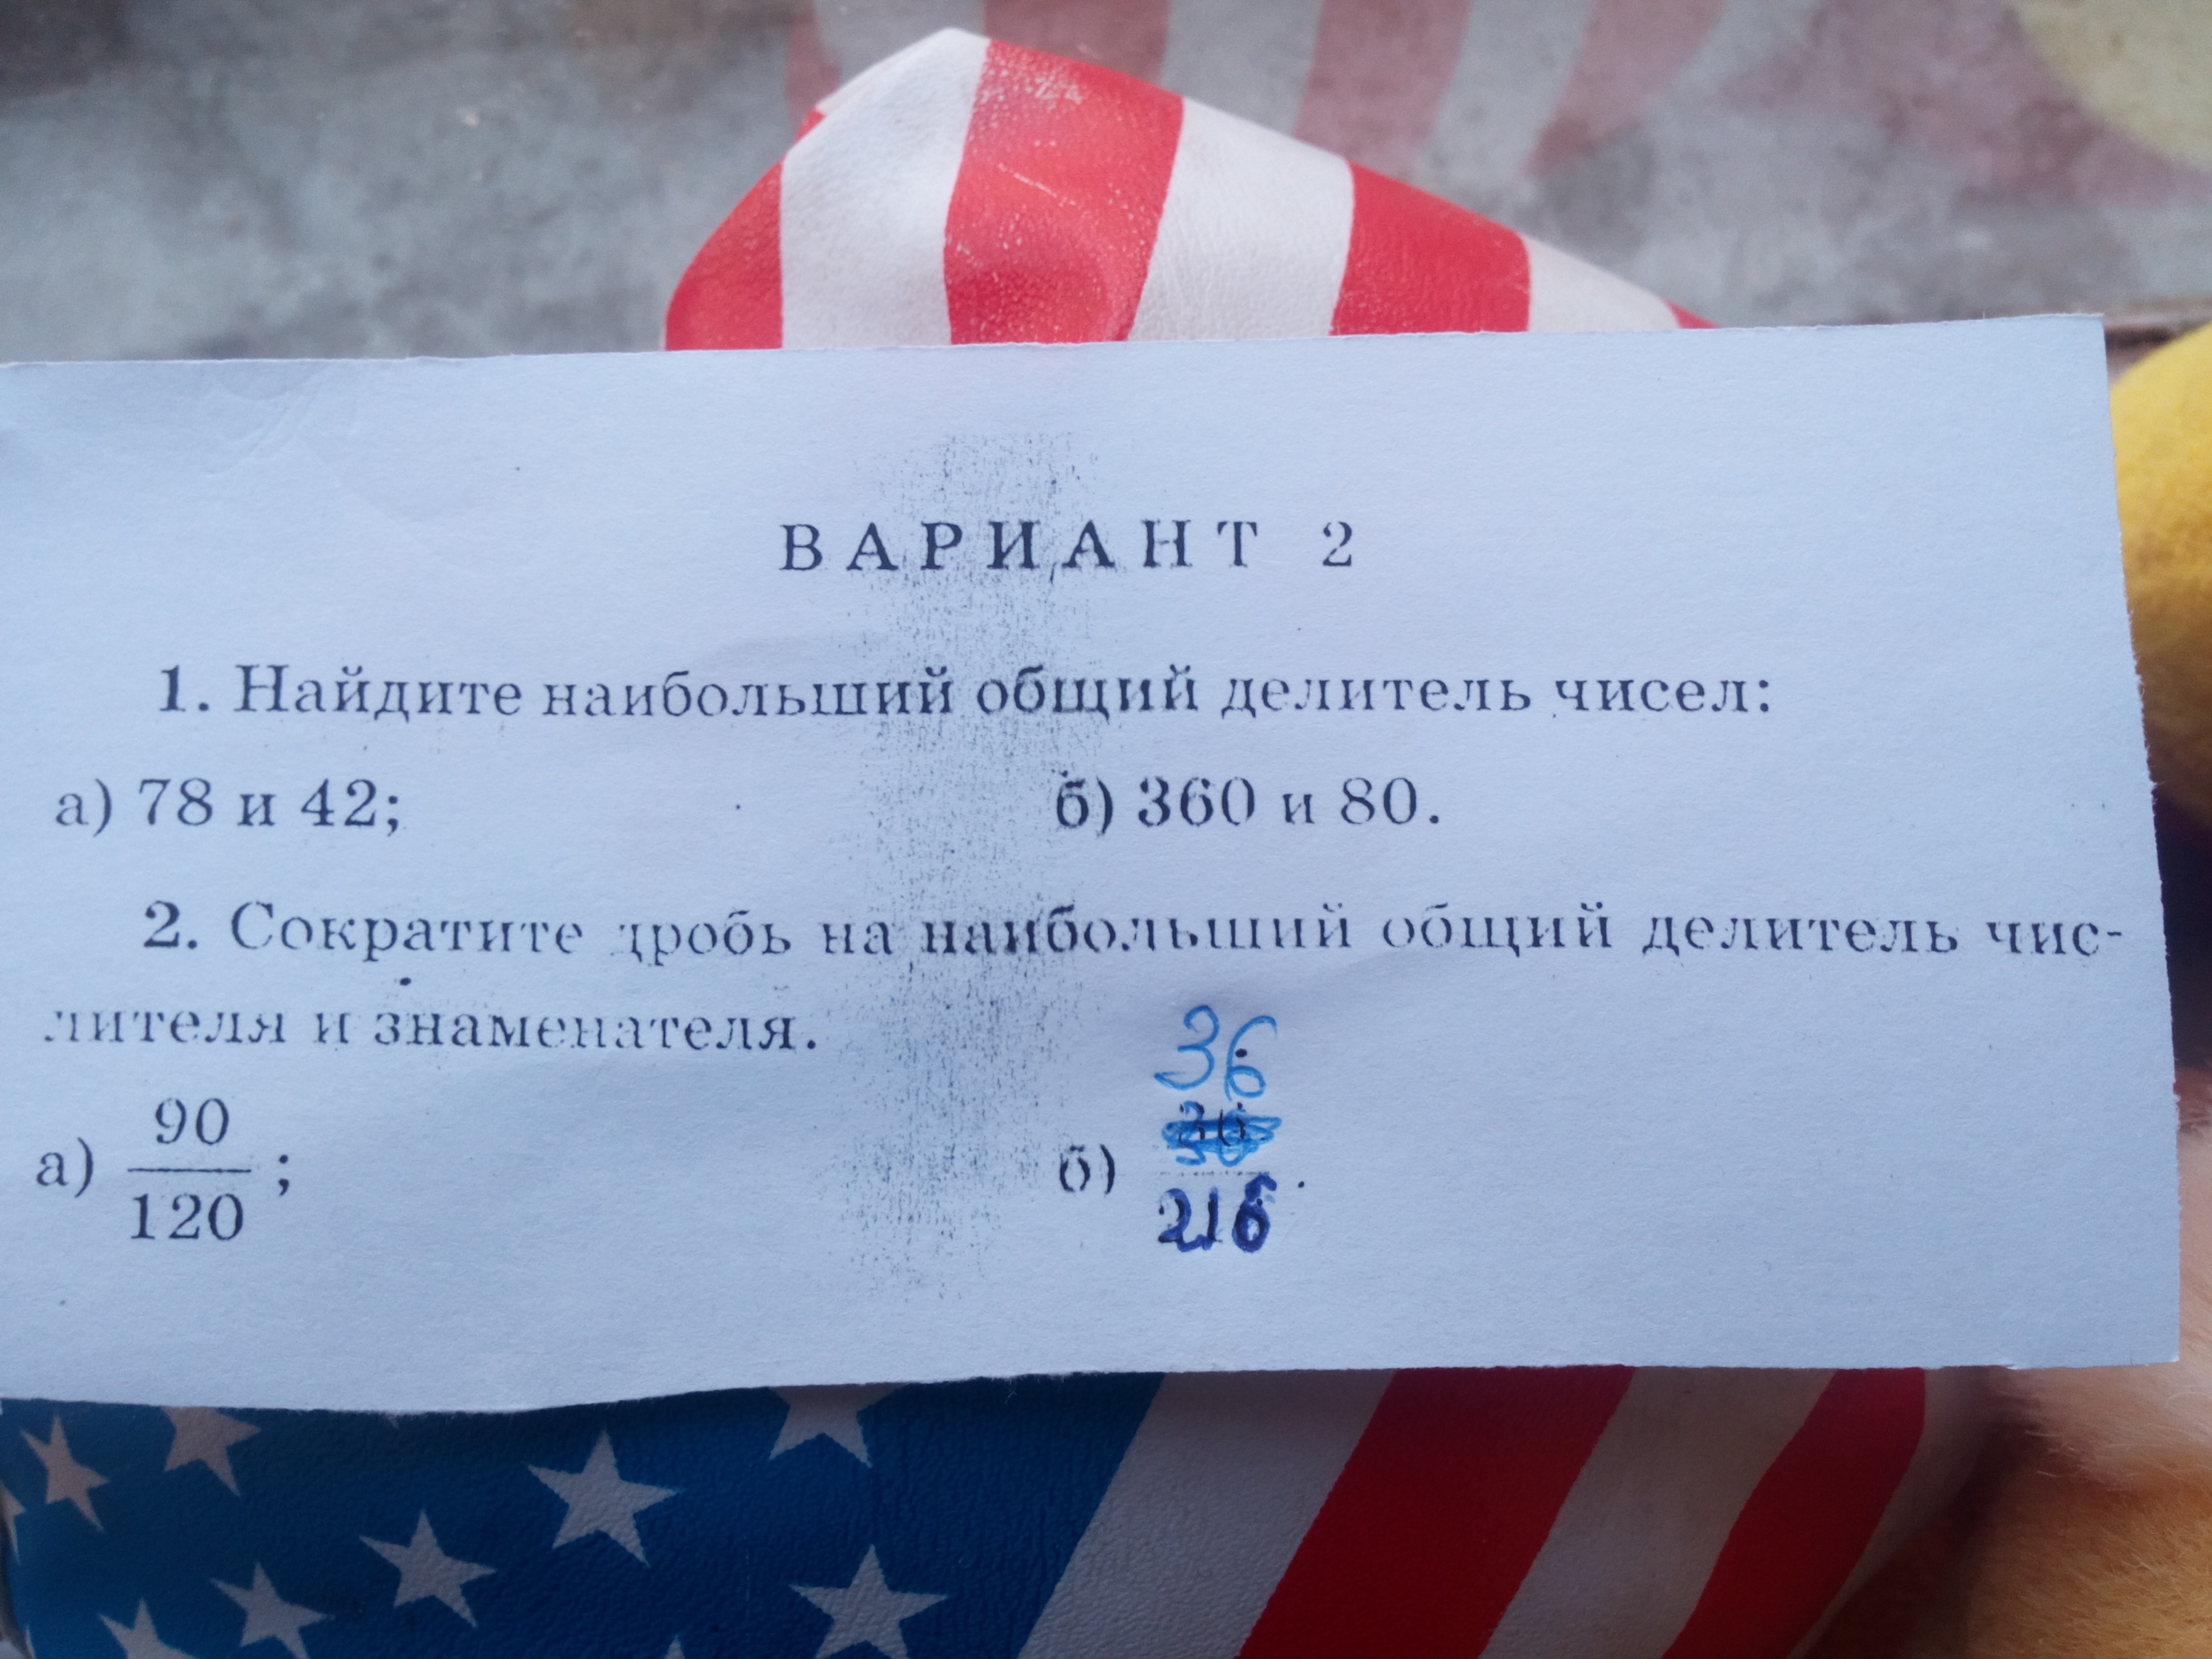 ВАРИАНТ 2
1. Найдите наибольший общий делитель чисел:
а) 78 и 42; б) 360 и 80.
2. Сократите дробь на наибольший общий делитель чис-
лителя и знаменателя.
а) 90/120; б) 36/216.